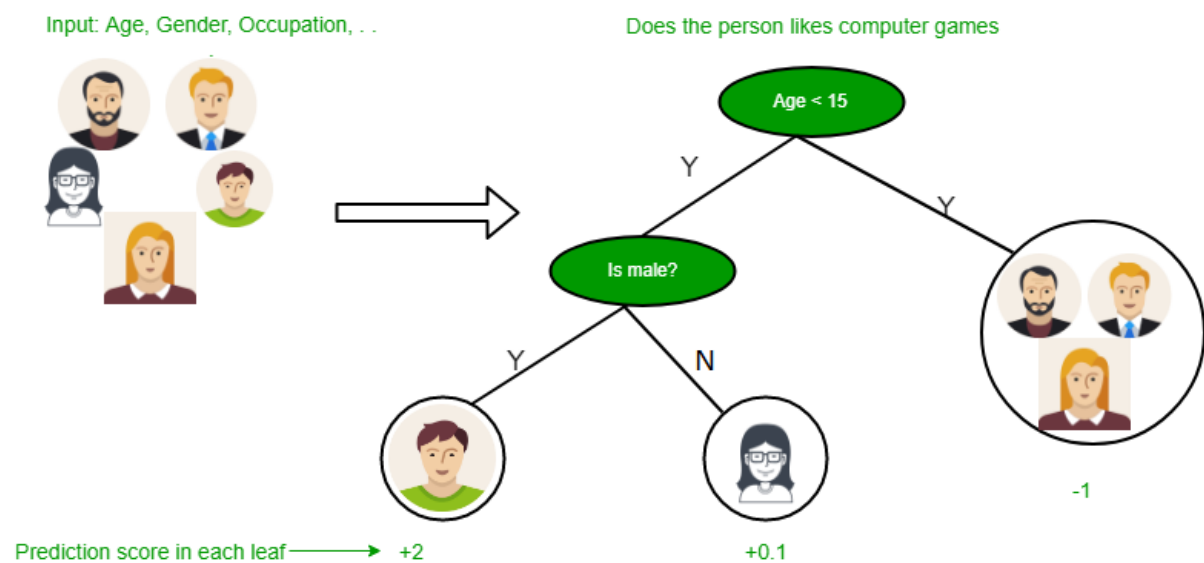 Input: Age, Gender, Occupation, . .
Does the person likes computer games
Age < 15
Y
Y
Is male?
Y
N
-1
Prediction score in each leaf
+2
+0.1